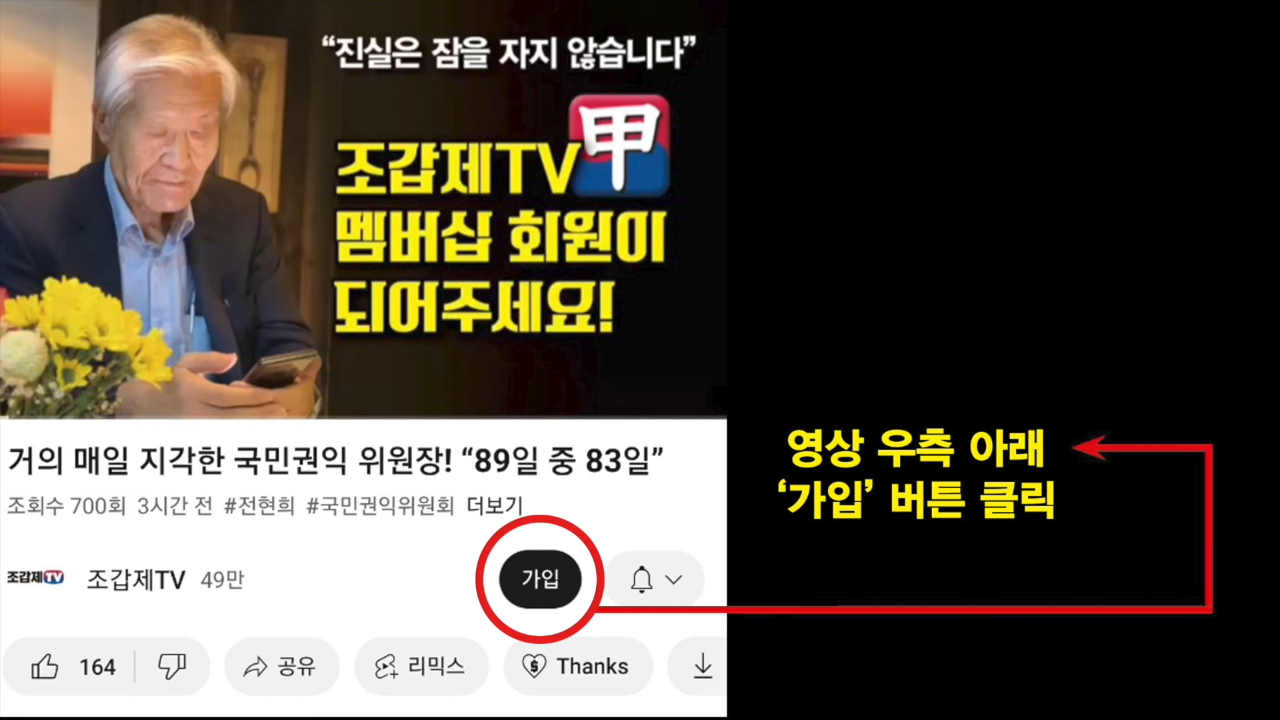 “진실은 잠을 자지 않습니다”
조갑제TV甲
멤버십 회원이
되어주세요!
거의 매일 지각한 국민권익 위원장! “89일 중 83일”
조회수 700회 3시간 전 #전현희 #국민권익위원회 더보기
조갑제TV 조갑제TV 49만 가입
164 공유 리믹스 Thanks
영상 우측 아래
‘가입’ 버튼 클릭